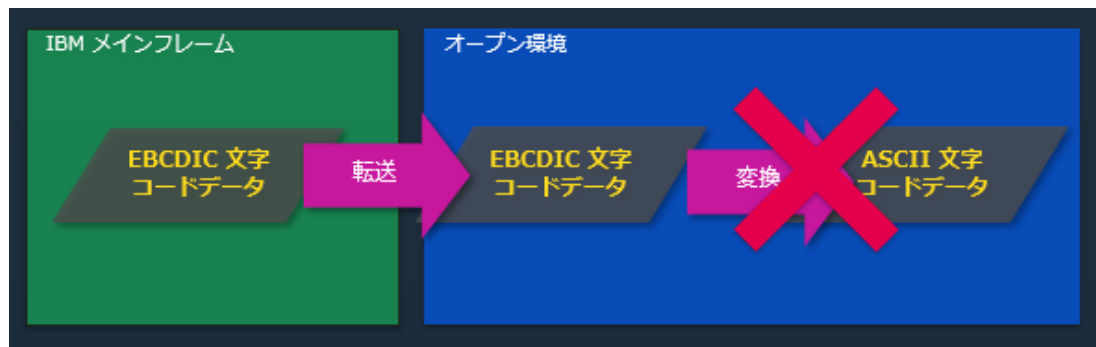 IBM メインフレーム
オープン環境
EBCDIC 文字
コードデータ
転送
EBCDIC 文字
コードデータ
変換
ASCII 文字
コードデータ